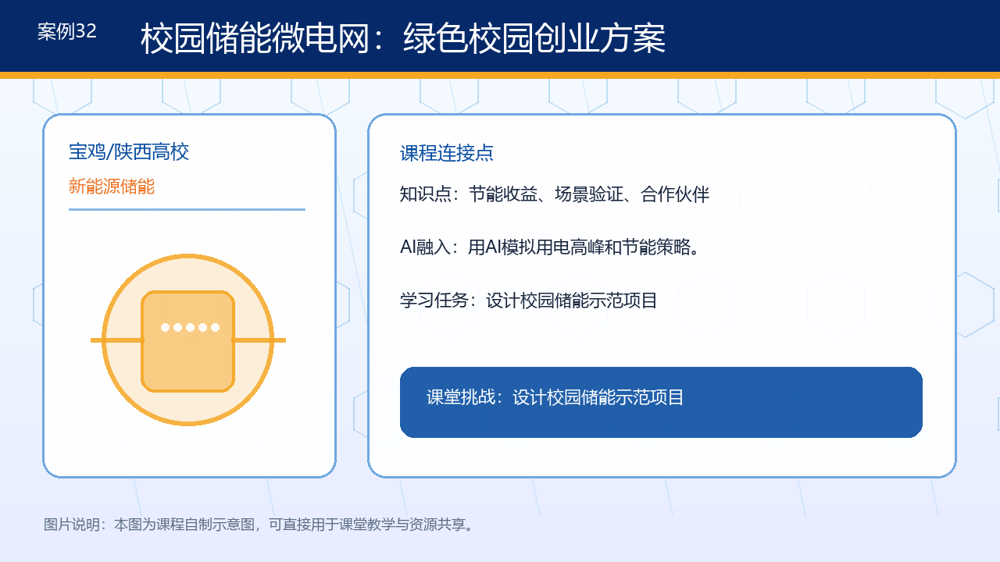 案例32
校园储能微电网：绿色校园创业方案
宝鸡/陕西高校
新能源储能
课程连接点
知识点：节能收益、场景验证、合作伙伴
AI融入：用AI模拟用电高峰和节能策略。
学习任务：设计校园储能示范项目
课堂挑战：设计校园储能示范项目
图片说明：本图为课程自制示意图，可直接用于课堂教学与资源共享。